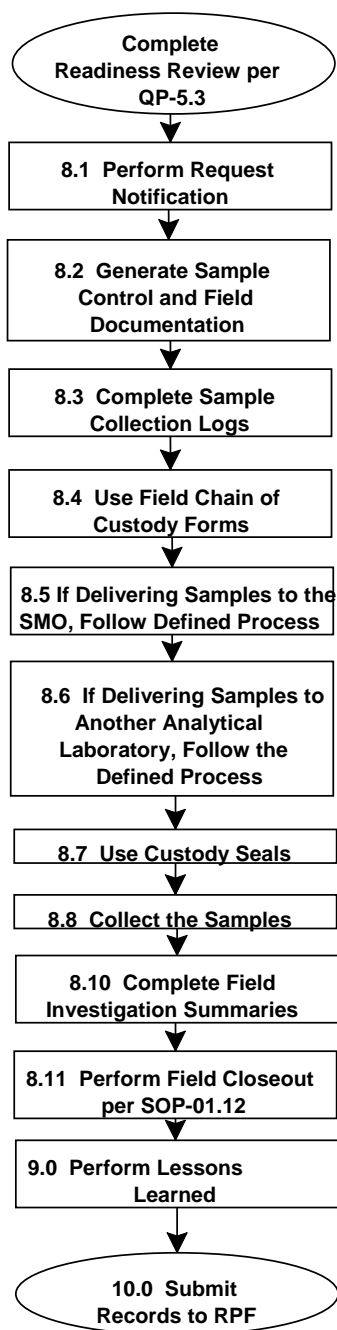 Complete
Readiness Review per
QP-5.3
8.1 Perform Request
Notification
8.2 Generate Sample
Control and Field
Documentation
8.3 Complete Sample
Collection Logs
8.4 Use Field Chain of
Custody Forms
8.5 If Delivering Samples to the
SMO, Follow Defined Process
8.6 If Delivering Samples to
Another Analytical
Laboratory, Follow the
Defined Process
8.7 Use Custody Seals
8.8 Collect the Samples
8.10 Complete Field
Investigation Summaries
8.11 Perform Field Closeout
per SOP-01.12
9.0 Perform Lessons
Learned
10.0 Submit
Records to RPF